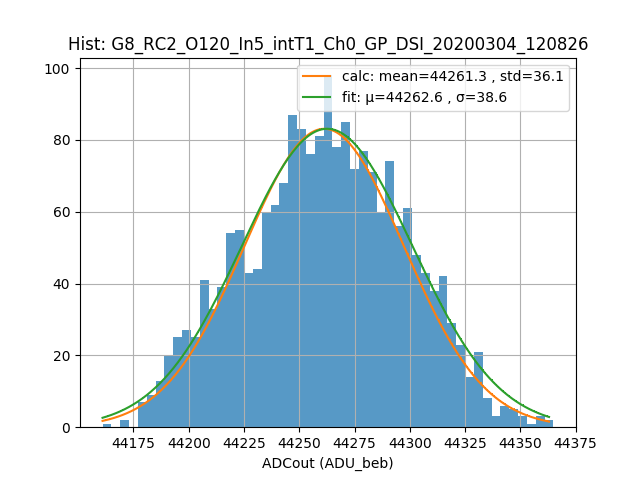 Hist: G8_RC2_O120_In5_intT1_Ch0_GP_DSI_20200304_120826
calc: mean=44261.3 , std=36.1
fit: μ=44262.6 , σ=38.6
100
80
60
40
20
0
44175 44200 44225 44250 44275 44300 44325 44350 44375
ADCout (ADU_beb)